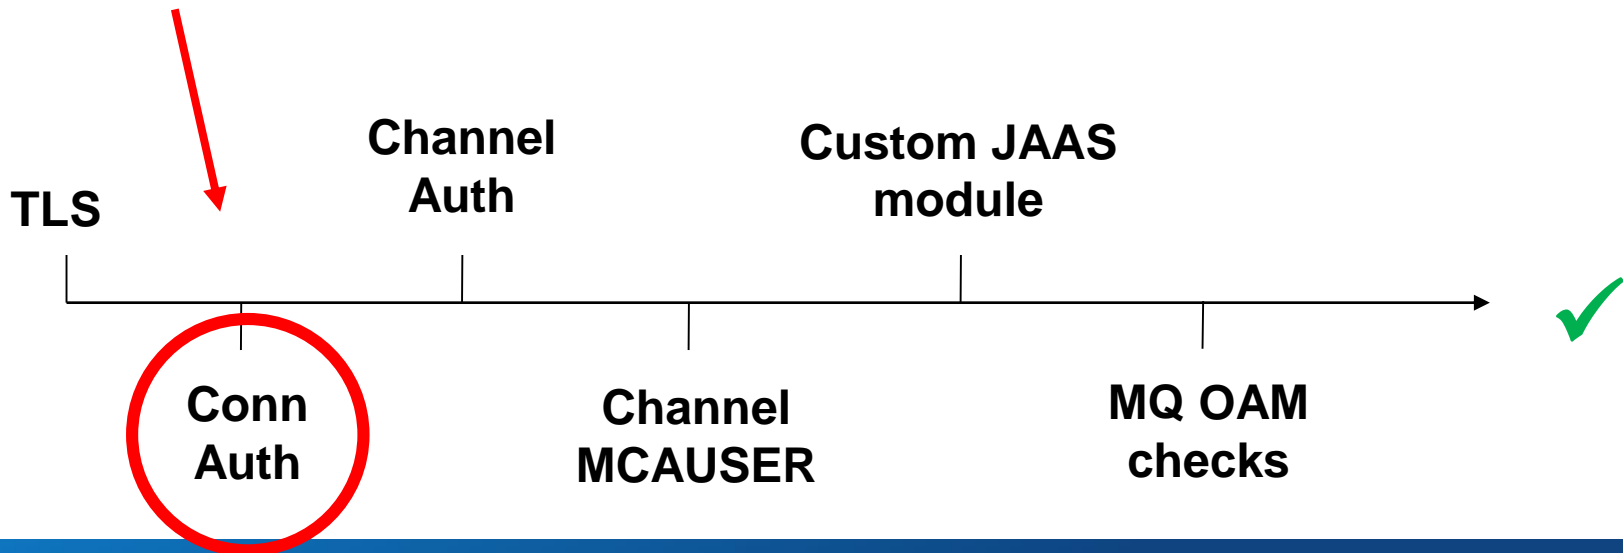 TLS
Conn
Auth
Channel
Auth
Channel
MCAUSER
Custom JAAS
module
MQ OAM
checks